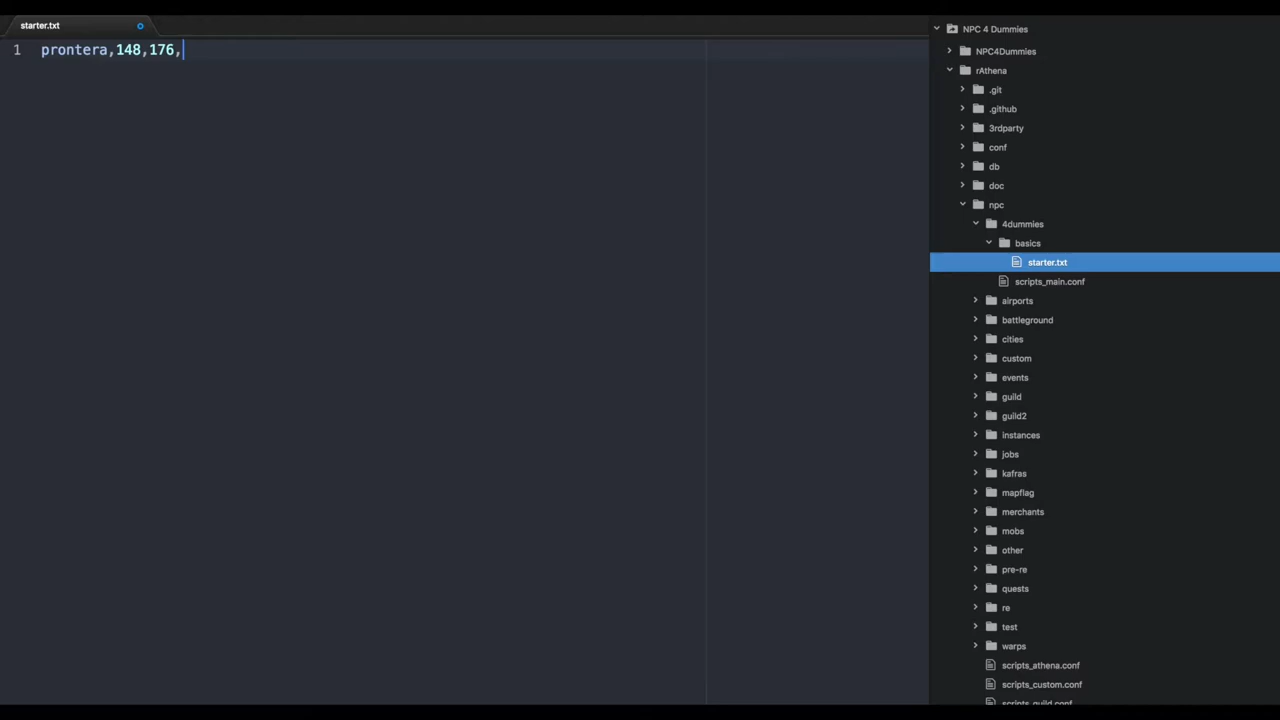 starter.txt
1 prontera,148,176,
NPC 4 Dummies
NPC4Dummies
rAthena
.git
.github
3rdparty
conf
db
doc
npc
4dummies
basics
starter.txt
scripts_main.conf
airports
battleground
cities
custom
events
guild
guild2
instances
jobs
kafras
mapflag
merchants
mobs
other
pre-re
quests
re
test
warps
scripts_athena.conf
scripts_custom.conf
scripts_guild.conf